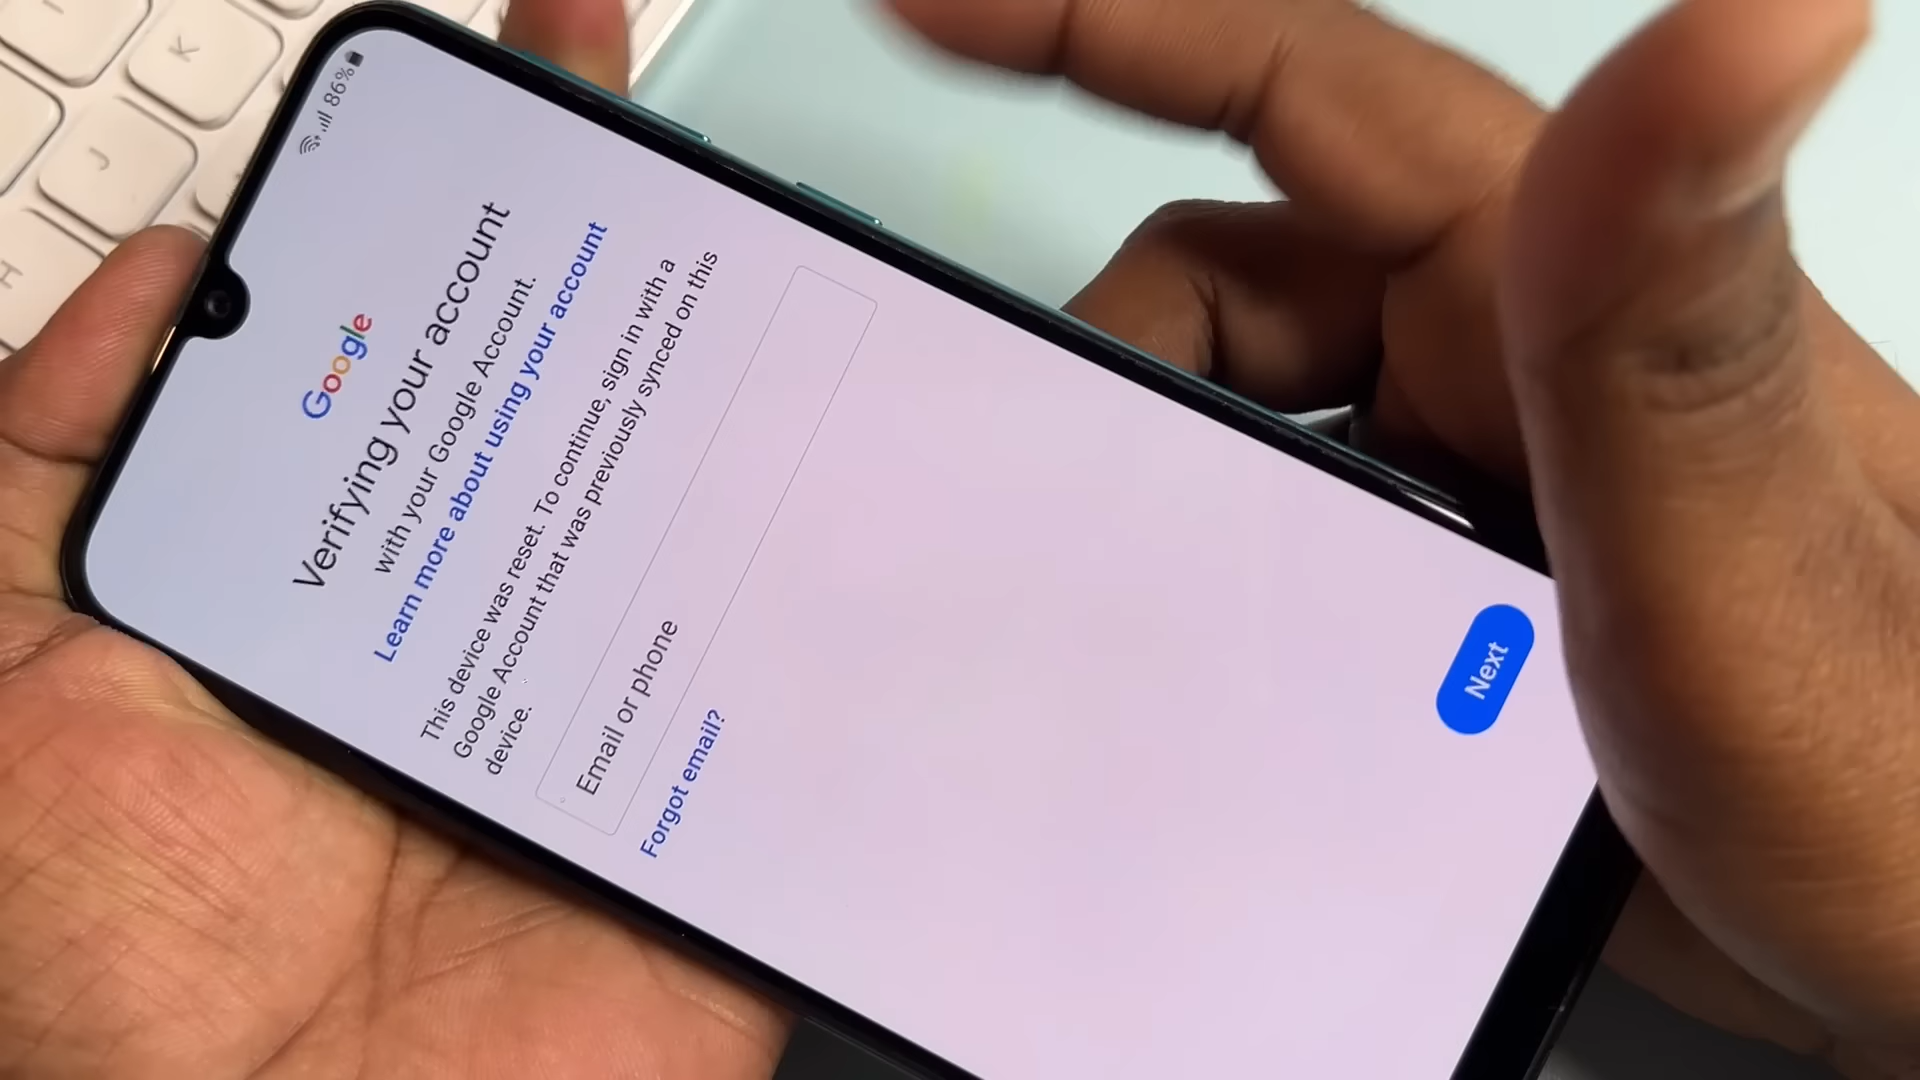 86%
Google
Verifying your account
with your Google Account.
Learn more about using your account
This device was reset. To continue, sign in with a
Google Account that was previously synced on this
device.
Email or phone
Forgot email?
Next
K
J
H